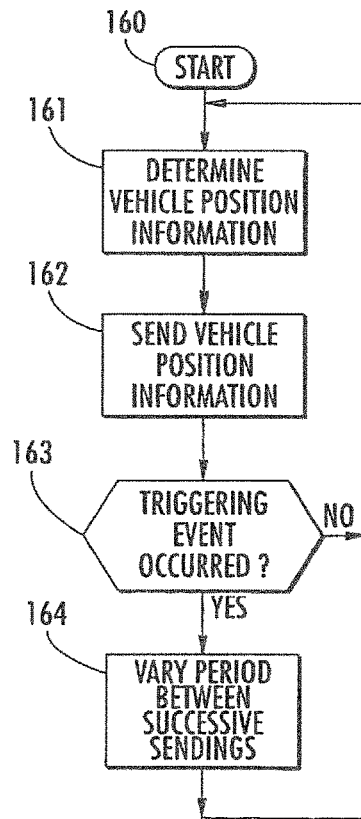 160
START
161
DETERMINE
VEHICLE POSITION
INFORMATION
162
SEND VEHICLE
POSITION
INFORMATION
163
TRIGGERING
EVENT
OCCURRED ?
NO
YES
164
VARY PERIOD
BETWEEN
SUCCESSIVE
SENDINGS